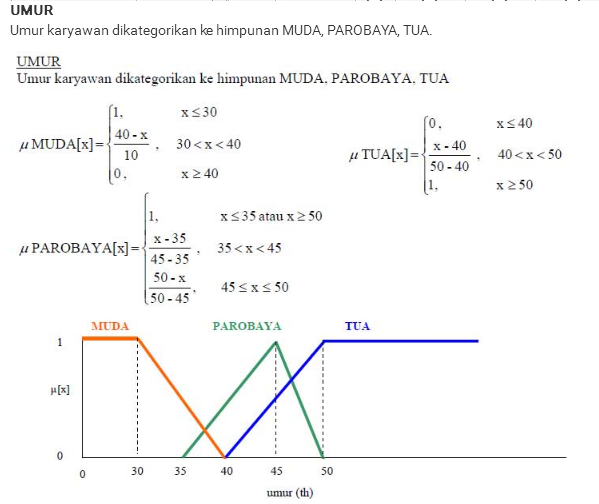 UMUR
Umur karyawan dikategorikan ke himpunan MUDA, PAROBAYA, TUA.
UMUR
Umur karyawan dikategorikan ke himpunan MUDA, PAROBAYA, TUA
μ MUDA[x]= { 1, x ≤ 30
40 - x / 10 , 30 < x < 40
0, x ≥ 40
μ TUA[x]= { 0, x ≤ 40
x - 40 / 50 - 40 , 40 < x < 50
1, x ≥ 50
μ PAROBAYA[x]= { 1, x ≤ 35 atau x ≥ 50
x - 35 / 45 - 35 , 35 < x < 45
50 - x / 50 - 45 , 45 ≤ x ≤ 50
MUDA PAROBAYA TUA
1
μ[x]
0
0 30 35 40 45 50
umur (th)